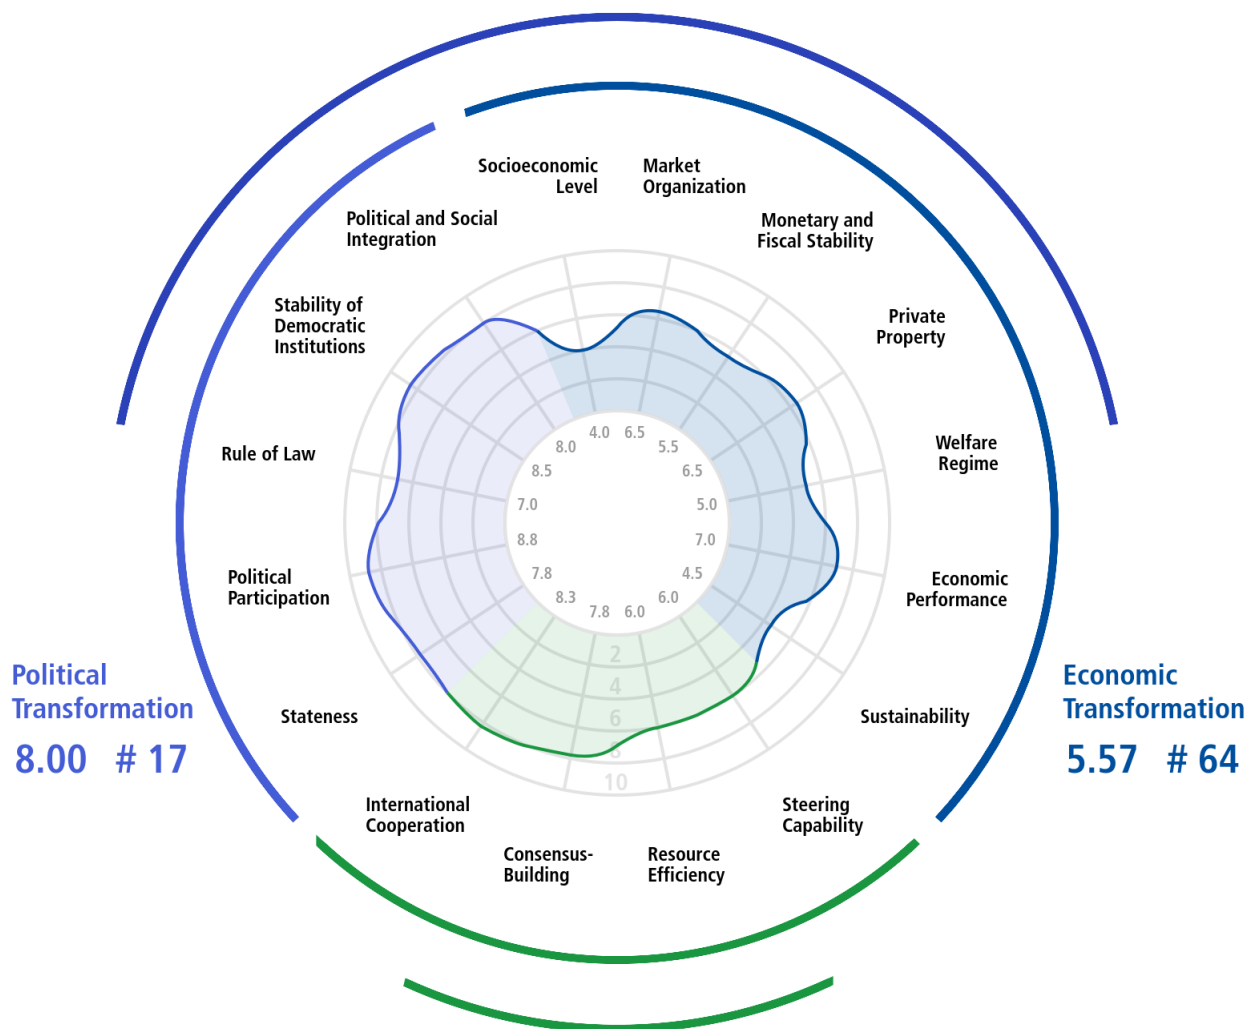 Socioeconomic
Level
Market
Organization
Political and Social
Integration
Monetary and
Fiscal Stability
Stability of
Democratic
Institutions
Private
Property
Rule of Law
Welfare
Regime
Political
Participation
Economic
Performance
Stateness
Sustainability
International
Cooperation
Steering
Capability
Consensus-
Building
Resource
Efficiency
4.0 6.5
8.0 5.5
8.5 6.5
7.0 5.0
8.8 7.0
7.8 4.5
8.3 6.0
7.8 6.0
2
4
6
8
10
Political
Transformation
8.00 # 17
Economic
Transformation
5.57 # 64